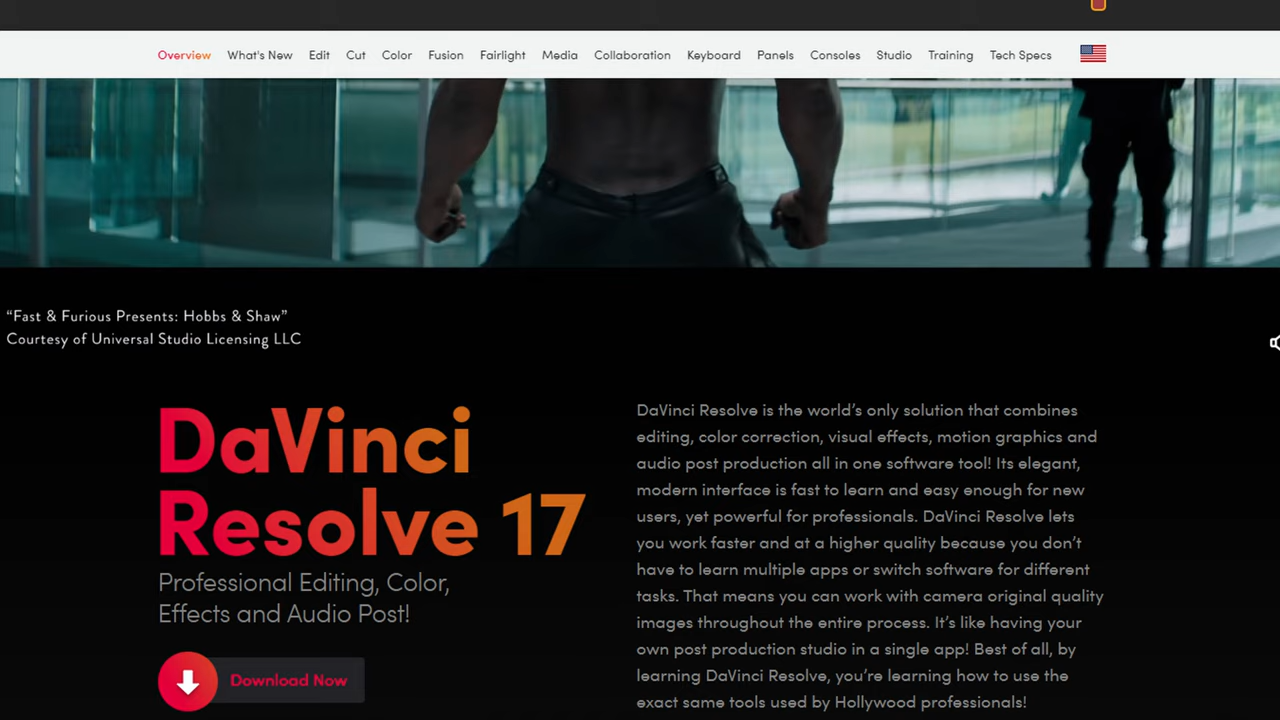 Overview What's New Edit Cut Color Fusion Fairlight Media Collaboration Keyboard Panels Consoles Studio Training Tech Specs
“Fast & Furious Presents: Hobbs & Shaw”
Courtesy of Universal Studio Licensing LLC
DaVinci
Resolve 17
Professional Editing, Color,
Effects and Audio Post!
Download Now
DaVinci Resolve is the world’s only solution that combines
editing, color correction, visual effects, motion graphics and
audio post production all in one software tool! Its elegant,
modern interface is fast to learn and easy enough for new
users, yet powerful for professionals. DaVinci Resolve lets
you work faster and at a higher quality because you don’t
have to learn multiple apps or switch software for different
tasks. That means you can work with camera original quality
images throughout the entire process. It’s like having your
own post production studio in a single app! Best of all, by
learning DaVinci Resolve, you’re learning how to use the
exact same tools used by Hollywood professionals!